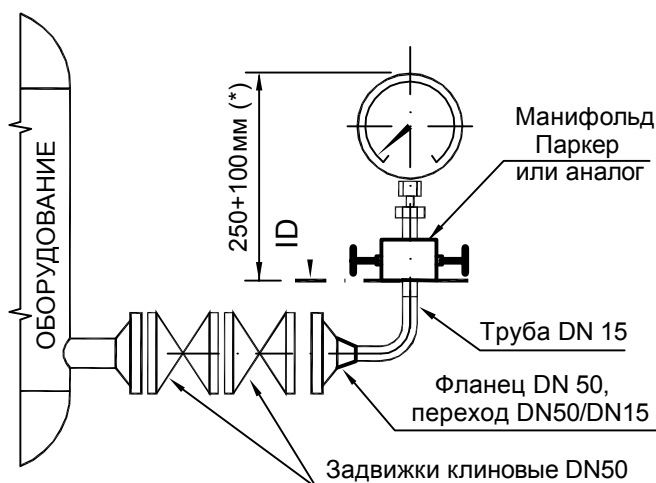 Манифольд
Паркер
или аналог
250+100мм (*)
ID
ОБОРУДОВАНИЕ
Труба DN 15
Фланец DN 50,
переход DN50/DN15
Задвижки клиновые DN50